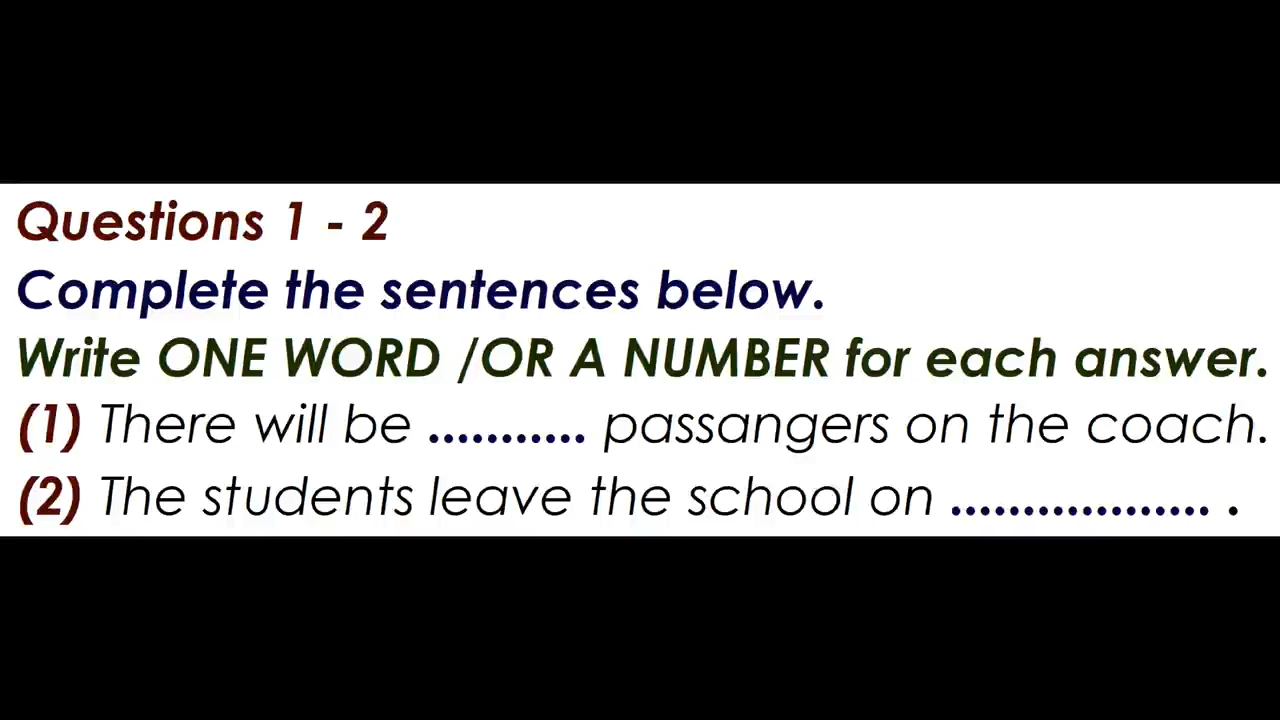 Questions 1 - 2
Complete the sentences below.
Write ONE WORD /OR A NUMBER for each answer.
(1) There will be ........... passangers on the coach.
(2) The students leave the school on .................. .